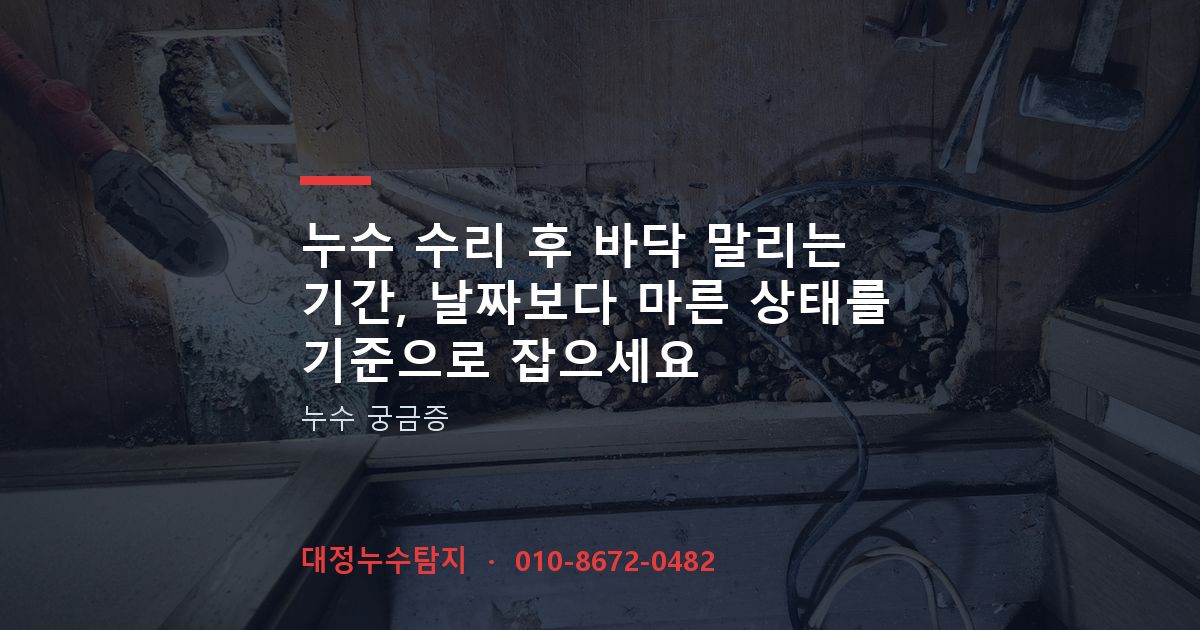 누수 수리 후 바닥 말리는
기간, 날짜보다 마른 상태를
기준으로 잡으세요
누수 궁금증
대정누수탐지 · 010-8672-0482